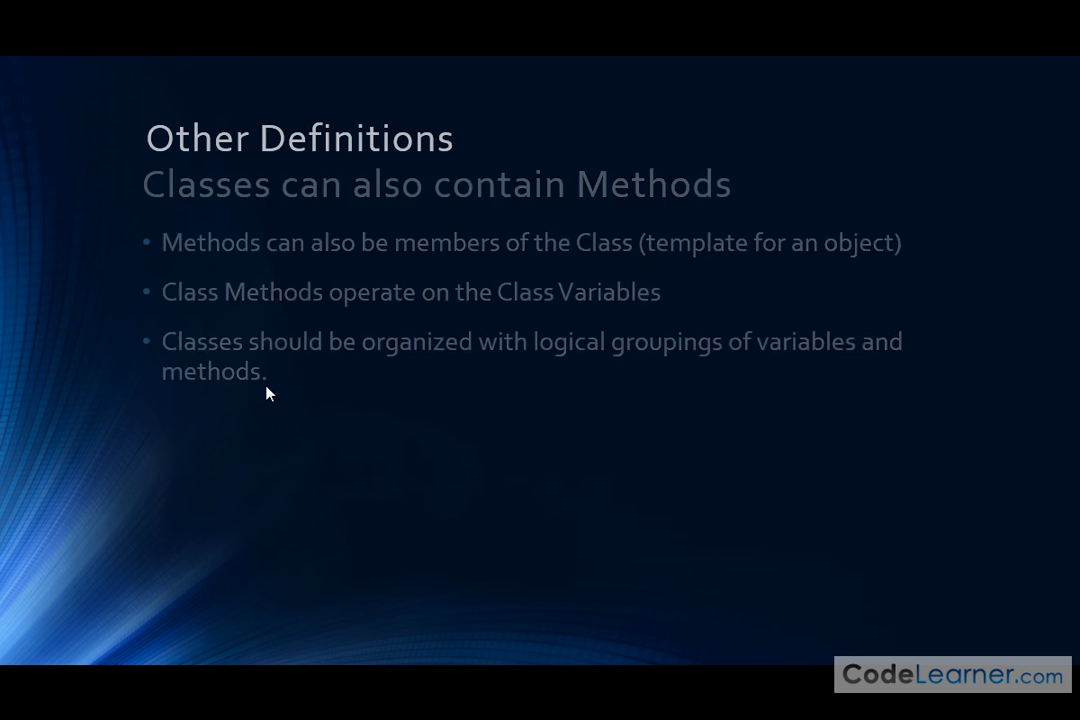 Other Definitions
Classes can also contain Methods
• Methods can also be members of the Class (template for an object)
• Class Methods operate on the Class Variables
• Classes should be organized with logical groupings of variables and
methods.
CodeLearner.com